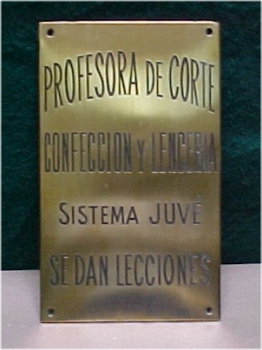 PROFESORA DE CORTE
CONFECCION Y LENCERIA
SISTEMA JUVÉ
SE DAN LECCIONES